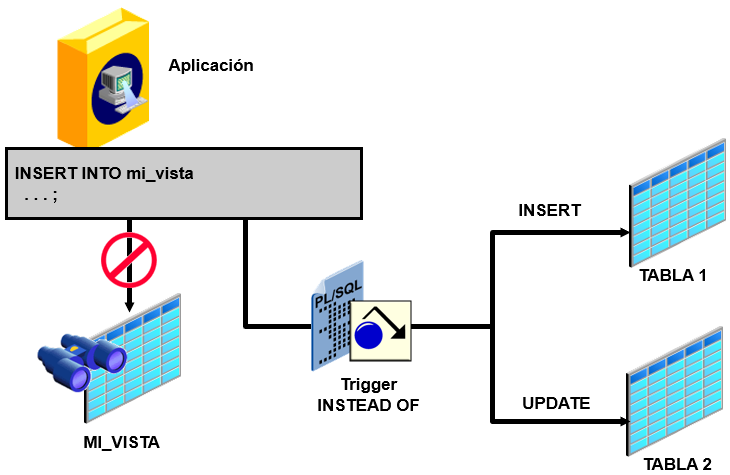 Aplicación
INSERT INTO mi_vista
. . . ;
INSERT
TABLA 1
PL/SQL
Trigger
INSTEAD OF
UPDATE
MI_VISTA
TABLA 2